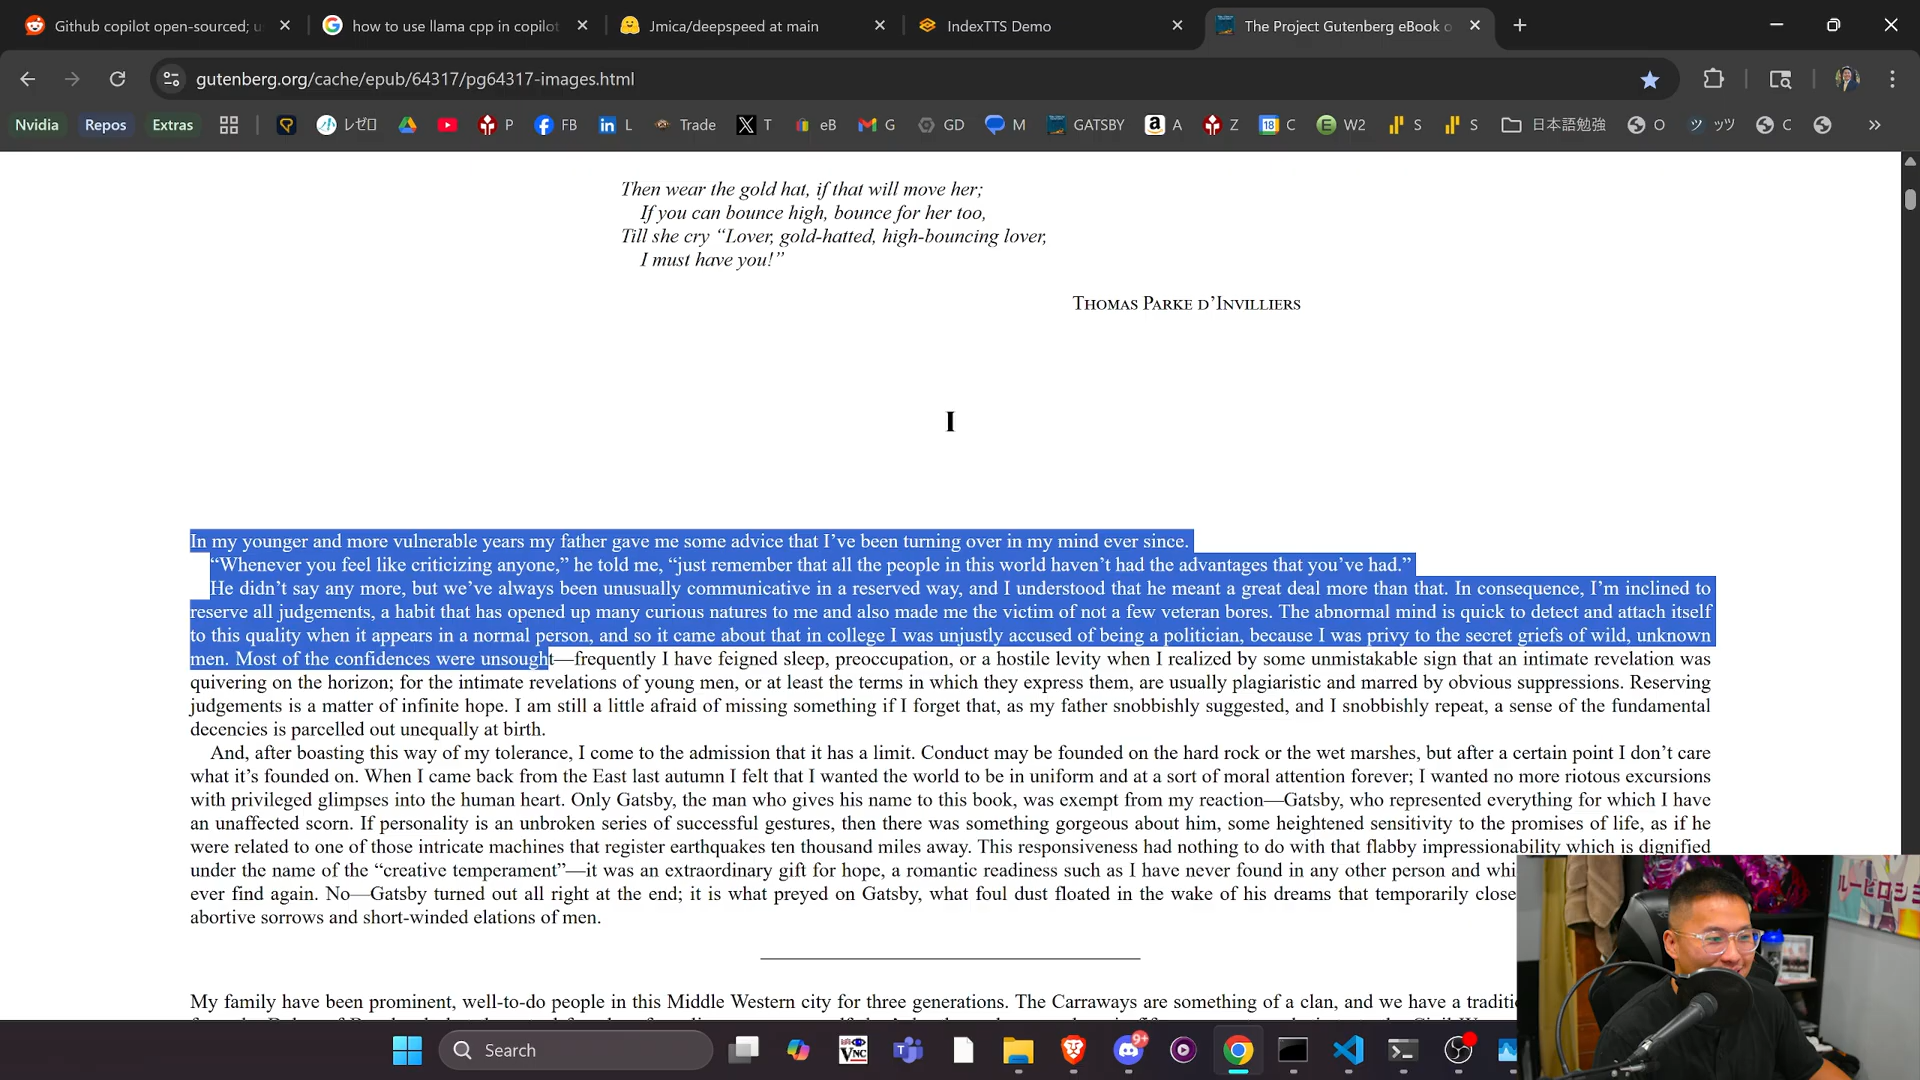 Github copilot open-sourced; u
how to use llama cpp in copilot
Jmica/deepspeed at main
IndexTTS Demo
The Project Gutenberg eBook o
gutenberg.org/cache/epub/64317/pg64317-images.html
Nvidia Repos Extras レゼロ P FB L Trade T eB G GD M GATSBY A Z C W2 S S 日本語勉強 O ッツ C
Then wear the gold hat, if that will move her;
If you can bounce high, bounce for her too,
Till she cry “Lover, gold-hatted, high-bouncing lover,
I must have you!”
Thomas Parke d’Invilliers
I
In my younger and more vulnerable years my father gave me some advice that I’ve been turning over in my mind ever since.
“Whenever you feel like criticizing anyone,” he told me, “just remember that all the people in this world haven’t had the advantages that you’ve had.”
He didn’t say any more, but we’ve always been unusually communicative in a reserved way, and I understood that he meant a great deal more than that. In consequence, I’m inclined to
reserve all judgements, a habit that has opened up many curious natures to me and also made me the victim of not a few veteran bores. The abnormal mind is quick to detect and attach itself
to this quality when it appears in a normal person, and so it came about that in college I was unjustly accused of being a politician, because I was privy to the secret griefs of wild, unknown
men. Most of the confidences were unsought—frequently I have feigned sleep, preoccupation, or a hostile levity when I realized by some unmistakable sign that an intimate revelation was
quivering on the horizon; for the intimate revelations of young men, or at least the terms in which they express them, are usually plagiaristic and marred by obvious suppressions. Reserving
judgements is a matter of infinite hope. I am still a little afraid of missing something if I forget that, as my father snobbishly suggested, and I snobbishly repeat, a sense of the fundamental
decencies is parcelled out unequally at birth.
And, after boasting this way of my tolerance, I come to the admission that it has a limit. Conduct may be founded on the hard rock or the wet marshes, but after a certain point I don’t care
what it’s founded on. When I came back from the East last autumn I felt that I wanted the world to be in uniform and at a sort of moral attention forever; I wanted no more riotous excursions
with privileged glimpses into the human heart. Only Gatsby, the man who gives his name to this book, was exempt from my reaction—Gatsby, who represented everything for which I have
an unaffected scorn. If personality is an unbroken series of successful gestures, then there was something gorgeous about him, some heightened sensitivity to the promises of life, as if he
were related to one of those intricate machines that register earthquakes ten thousand miles away. This responsiveness had nothing to do with that flabby impressionability which is dignified
under the name of the “creative temperament”—it was an extraordinary gift for hope, a romantic readiness such as I have never found in any other person and whi
ever find again. No—Gatsby turned out all right at the end; it is what preyed on Gatsby, what foul dust floated in the wake of his dreams that temporarily close
abortive sorrows and short-winded elations of men.
My family have been prominent, well-to-do people in this Middle Western city for three generations. The Carraways are something of a clan, and we have a traditi
Search
9+